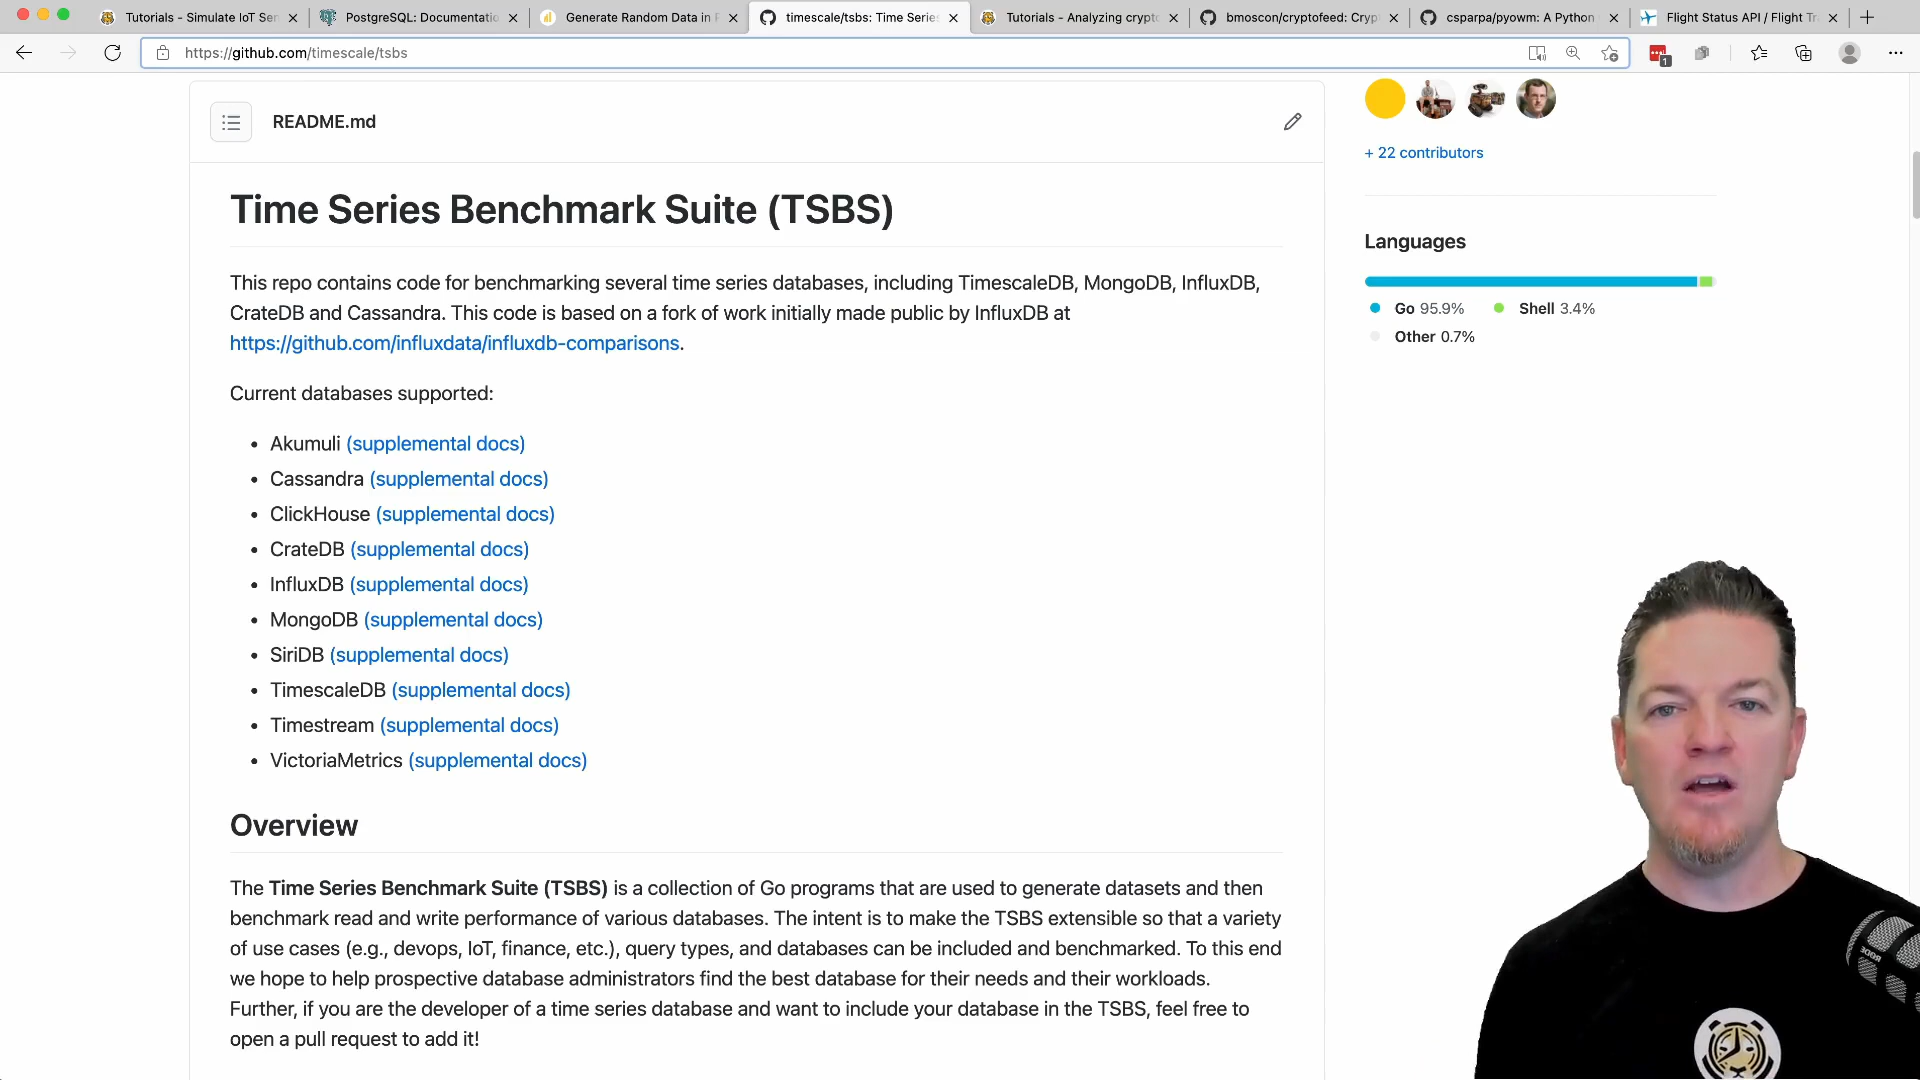 Tutorials - Simulate IoT Ser
PostgreSQL: Documentatio
Generate Random Data in P
timescale/tsbs: Time Series
Tutorials - Analyzing crypto
bmoscon/cryptofeed: Cryp
csparpa/pyowm: A Python
Flight Status API / Flight Tr
https://github.com/timescale/tsbs
1
README.md
+ 22 contributors
Time Series Benchmark Suite (TSBS)
Languages
This repo contains code for benchmarking several time series databases, including TimescaleDB, MongoDB, InfluxDB,
CrateDB and Cassandra. This code is based on a fork of work initially made public by InfluxDB at
https://github.com/influxdata/influxdb-comparisons.
Go 95.9%
Shell 3.4%
Other 0.7%
Current databases supported:
• Akumuli (supplemental docs)
• Cassandra (supplemental docs)
• ClickHouse (supplemental docs)
• CrateDB (supplemental docs)
• InfluxDB (supplemental docs)
• MongoDB (supplemental docs)
• SiriDB (supplemental docs)
• TimescaleDB (supplemental docs)
• Timestream (supplemental docs)
• VictoriaMetrics (supplemental docs)
Overview
The Time Series Benchmark Suite (TSBS) is a collection of Go programs that are used to generate datasets and then
benchmark read and write performance of various databases. The intent is to make the TSBS extensible so that a variety
of use cases (e.g., devops, IoT, finance, etc.), query types, and databases can be included and benchmarked. To this end
we hope to help prospective database administrators find the best database for their needs and their workloads.
Further, if you are the developer of a time series database and want to include your database in the TSBS, feel free to
open a pull request to add it!
RODE